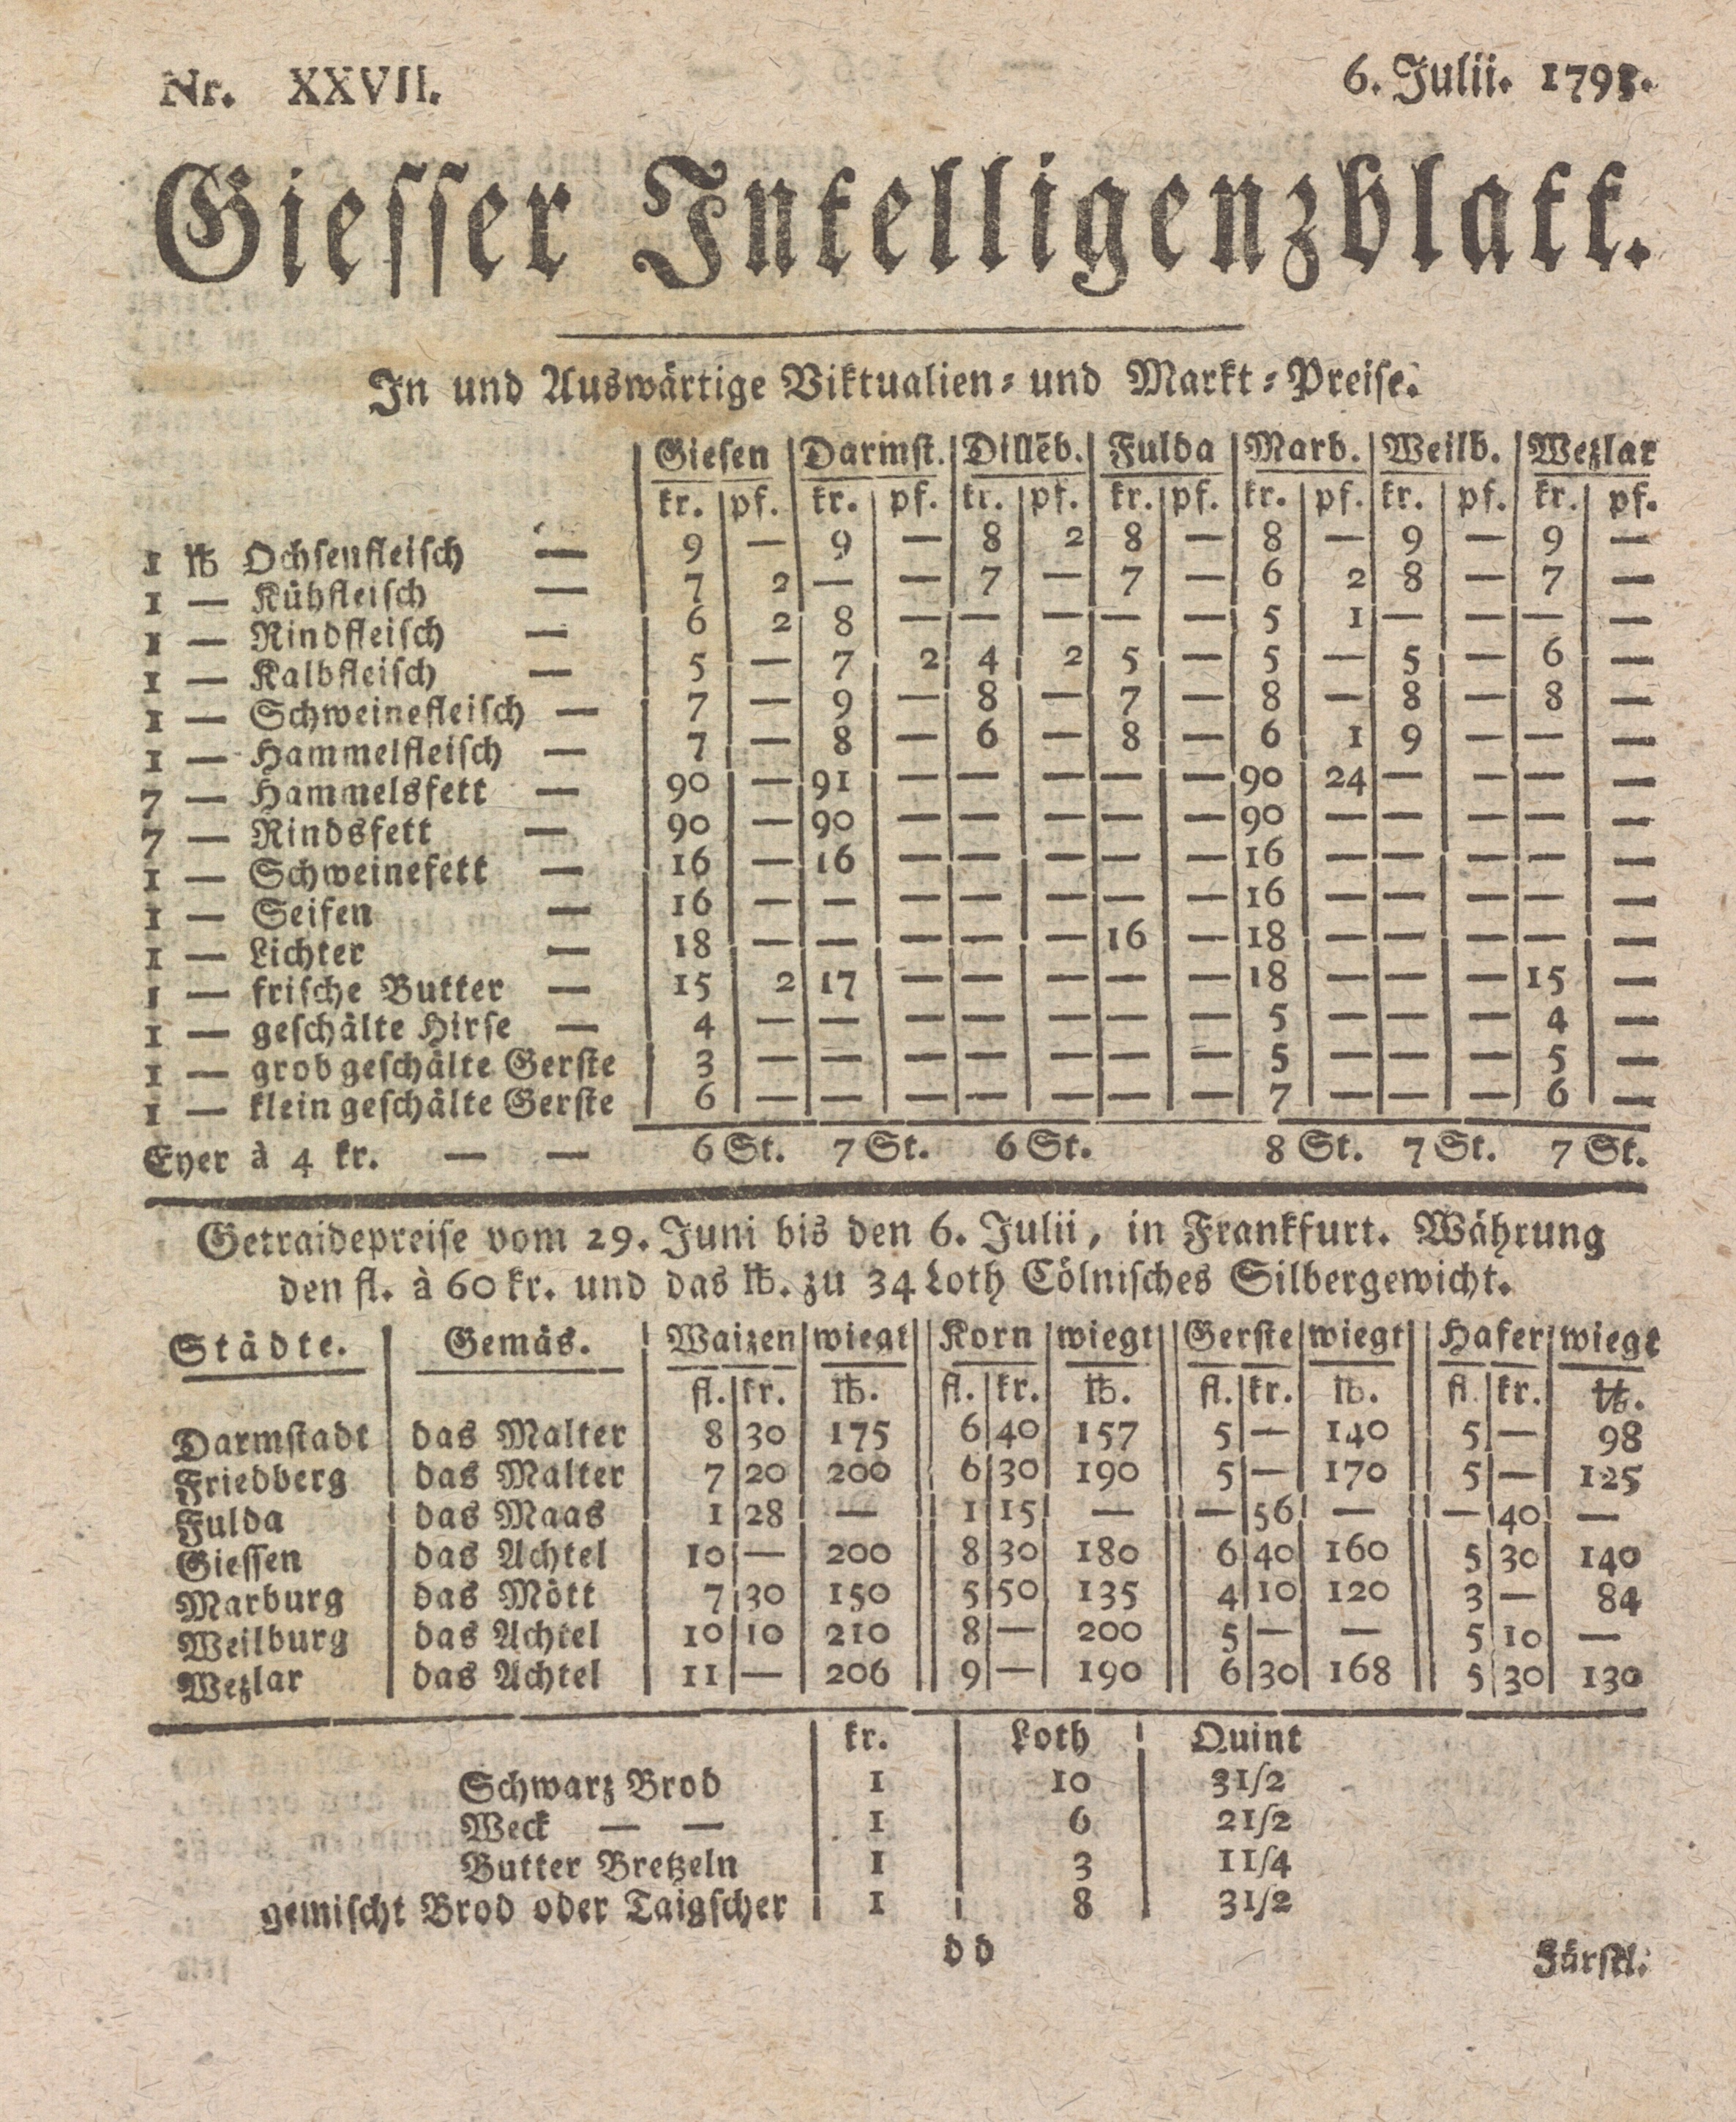 Nr. XXVII. 6. Julii. 1793.
Giesser Intelligenzblatt.
In und Auswärtige Viktualien- und Markt-Preise.
Giesen | Darmst. | Dillēb. | Fulda | Marb. | Weilb. | Wezlar
kr. | pf. | kr. | pf. | kr. | pf. | kr. | pf. | kr. | pf. | kr. | pf. | kr. | pf.
1 ℔ Ochsenfleisch — 9 | — | 9 | — | 8 | 2 | 8 | — | 8 | — | 9 | — | 9 | —
1 — Kühfleisch — 7 | 2 | — | — | 7 | — | 7 | — | 6 | 2 | 8 | — | 7 | —
1 — Rindfleisch — 6 | 2 | 8 | — | — | — | — | — | 5 | 1 | — | — | — | —
1 — Kalbfleisch — 5 | — | 7 | 2 | 4 | 2 | 5 | — | 5 | — | 5 | — | 6 | —
1 — Schweinefleisch — 7 | — | 9 | — | 8 | — | 7 | — | 8 | — | 8 | — | 8 | —
1 — Hammelfleisch — 7 | — | 8 | — | 6 | — | 8 | — | 6 | 1 | 9 | — | — | —
7 — Hammelsfett — 90 | — | 91 | — | — | — | — | — | 90 | 24 | — | — | — | —
7 — Rindsfett — 90 | — | 90 | — | — | — | — | — | 90 | — | — | — | — | —
1 — Schweinefett — 16 | — | 16 | — | — | — | — | — | 16 | — | — | — | — | —
1 — Seifen — 16 | — | — | — | — | — | — | — | 16 | — | — | — | — | —
1 — Lichter — 18 | — | — | — | — | — | 16 | — | 18 | — | — | — | — | —
1 — frische Butter — 15 | 2 | 17 | — | — | — | — | — | 18 | — | — | — | 15 | —
1 — geschälte Hirse — 4 | — | — | — | — | — | — | — | 5 | — | — | — | 4 | —
1 — grob geschälte Gerste 3 | — | — | — | — | — | — | — | 5 | — | — | — | 5 | —
1 — klein geschälte Gerste 6 | — | — | — | — | — | — | — | 7 | — | — | — | 6 | —
Eyer à 4 kr. — — 6 St. 7 St. 6 St. 8 St. 7 St. 7 St.
Getraidepreise vom 29. Juni bis den 6. Julii, in Frankfurt. Währung
den fl. à 60 kr. und das ℔. zu 34 Loth Cölnisches Silbergewicht.
Städte. | Gemäs. | Waizen | wiegt || Korn | wiegt || Gerste | wiegt || Hafer | wiegt
fl. | kr. | ℔. || fl. | kr. | ℔. || fl. | kr. | ℔. || fl. | kr. | ℔.
Darmstadt | das Malter | 8 | 30 | 175 || 6 | 40 | 157 || 5 | — | 140 || 5 | — | 98
Friedberg | das Malter | 7 | 20 | 200 || 6 | 30 | 190 || 5 | — | 170 || 5 | — | 125
Fulda | das Maas | 1 | 28 | — || 1 | 15 | — || — | 56 | — || — | 40 | —
Giessen | das Achtel | 10 | — | 200 || 8 | 30 | 180 || 6 | 40 | 160 || 5 | 30 | 140
Marburg | das Mött | 7 | 30 | 150 || 5 | 50 | 135 || 4 | 10 | 120 || 3 | — | 84
Weilburg | das Achtel | 10 | 10 | 210 || 8 | — | 200 || 5 | — | — || 5 | 10 | —
Wezlar | das Achtel | 11 | — | 206 || 9 | — | 190 || 6 | 30 | 168 || 5 | 30 | 130
kr. | Loth | Quint
Schwarz Brod | 1 | 10 | 3 1/2
Weck — — | 1 | 6 | 2 1/2
Butter Bretzeln | 1 | 3 | 1 1/4
gemischt Brod oder Taigscher | 1 | 8 | 3 1/2
d d Fürstl.